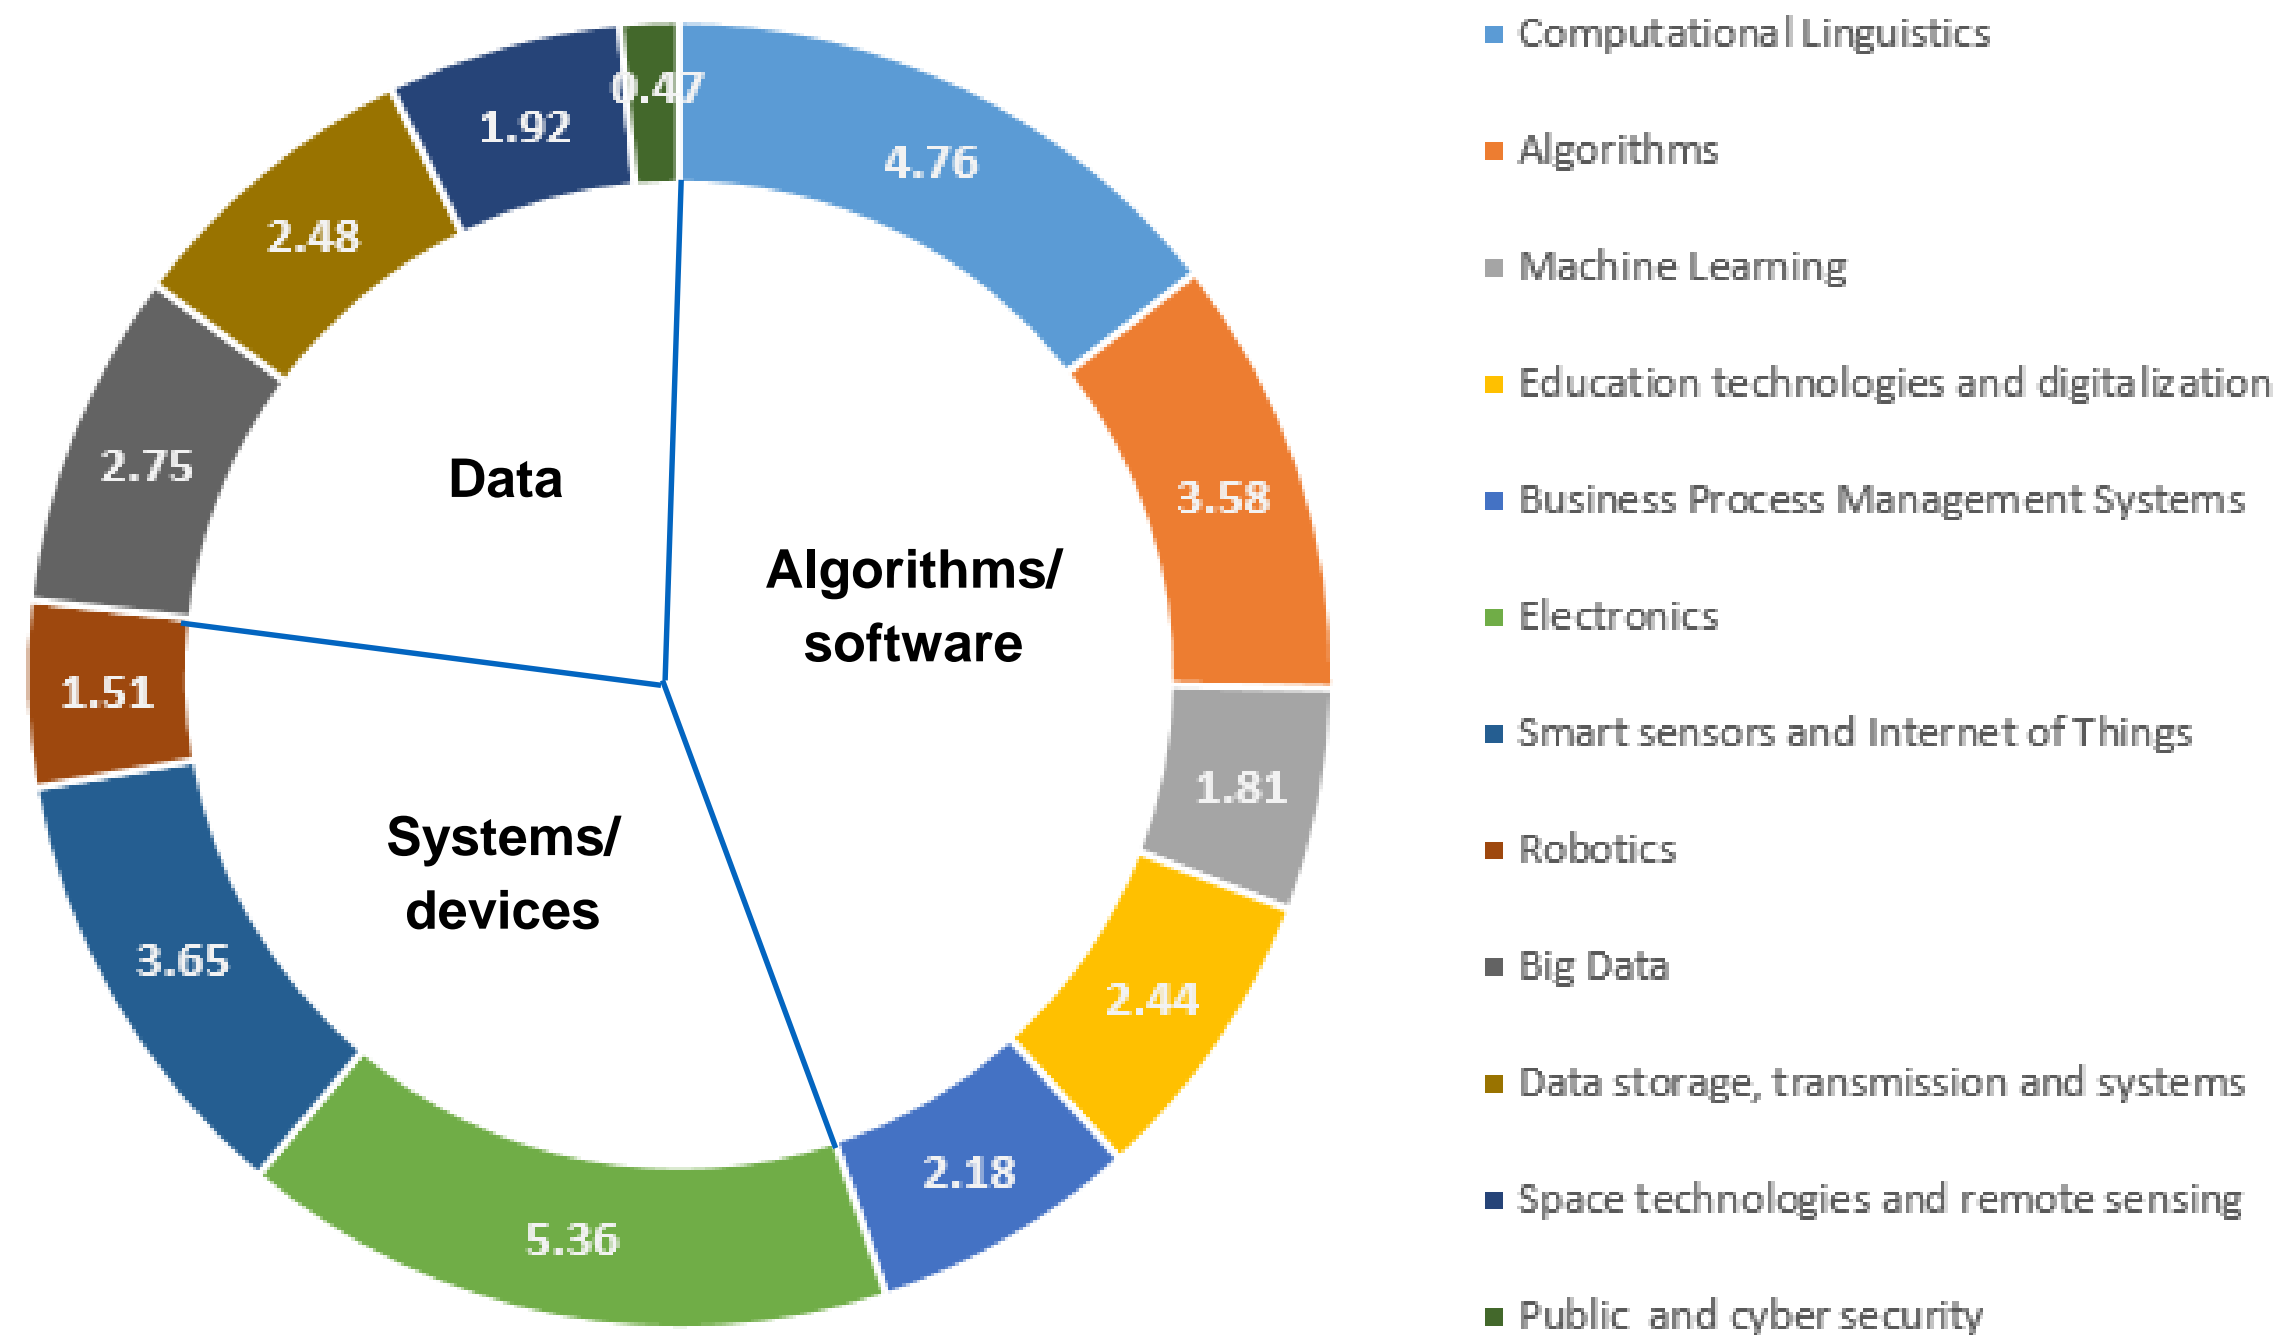 4.76
3.58
1.81
2.44
2.18
5.36
3.65
1.51
2.75
2.48
1.92
0.47
Data
Algorithms/
software
Systems/
devices
Computational Linguistics
Algorithms
Machine Learning
Education technologies and digitalization
Business Process Management Systems
Electronics
Smart sensors and Internet of Things
Robotics
Big Data
Data storage, transmission and systems
Space technologies and remote sensing
Public and cyber security